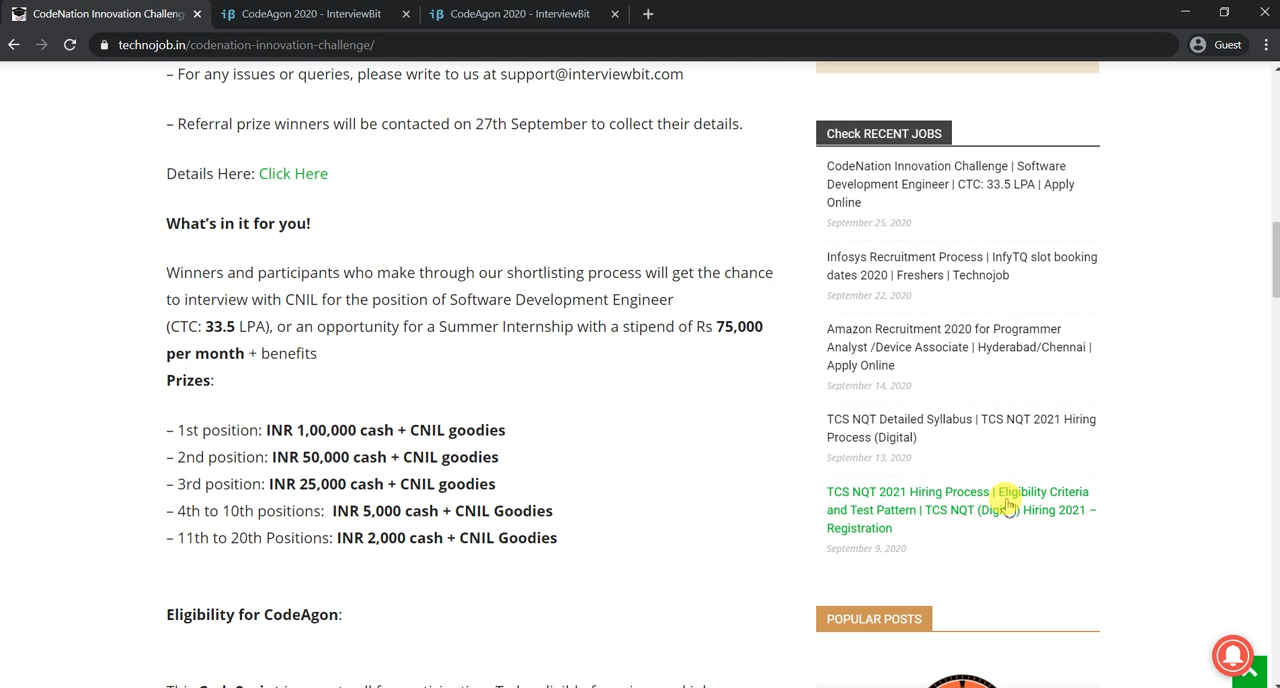 CodeNation Innovation Challeng
CodeAgon 2020 - InterviewBit
CodeAgon 2020 - InterviewBit
technojob.in/codenation-innovation-challenge/
Guest
– For any issues or queries, please write to us at support@interviewbit.com
– Referral prize winners will be contacted on 27th September to collect their details.
Details Here: Click Here
What's in it for you!
Winners and participants who make through our shortlisting process will get the chance
to interview with CNIL for the position of Software Development Engineer
(CTC: 33.5 LPA), or an opportunity for a Summer Internship with a stipend of Rs 75,000
per month + benefits
Prizes:
– 1st position: INR 1,00,000 cash + CNIL goodies
– 2nd position: INR 50,000 cash + CNIL goodies
– 3rd position: INR 25,000 cash + CNIL goodies
– 4th to 10th positions: INR 5,000 cash + CNIL Goodies
– 11th to 20th Positions: INR 2,000 cash + CNIL Goodies
Eligibility for CodeAgon:
Check RECENT JOBS
CodeNation Innovation Challenge | Software
Development Engineer | CTC: 33.5 LPA | Apply
Online
September 25, 2020
Infosys Recruitment Process | InfyTQ slot booking
dates 2020 | Freshers | Technojob
September 22, 2020
Amazon Recruitment 2020 for Programmer
Analyst /Device Associate | Hyderabad/Chennai |
Apply Online
September 14, 2020
TCS NQT Detailed Syllabus | TCS NQT 2021 Hiring
Process (Digital)
September 13, 2020
TCS NQT 2021 Hiring Process | Eligibility Criteria
and Test Pattern | TCS NQT (Digital) Hiring 2021 –
Registration
September 9, 2020
POPULAR POSTS